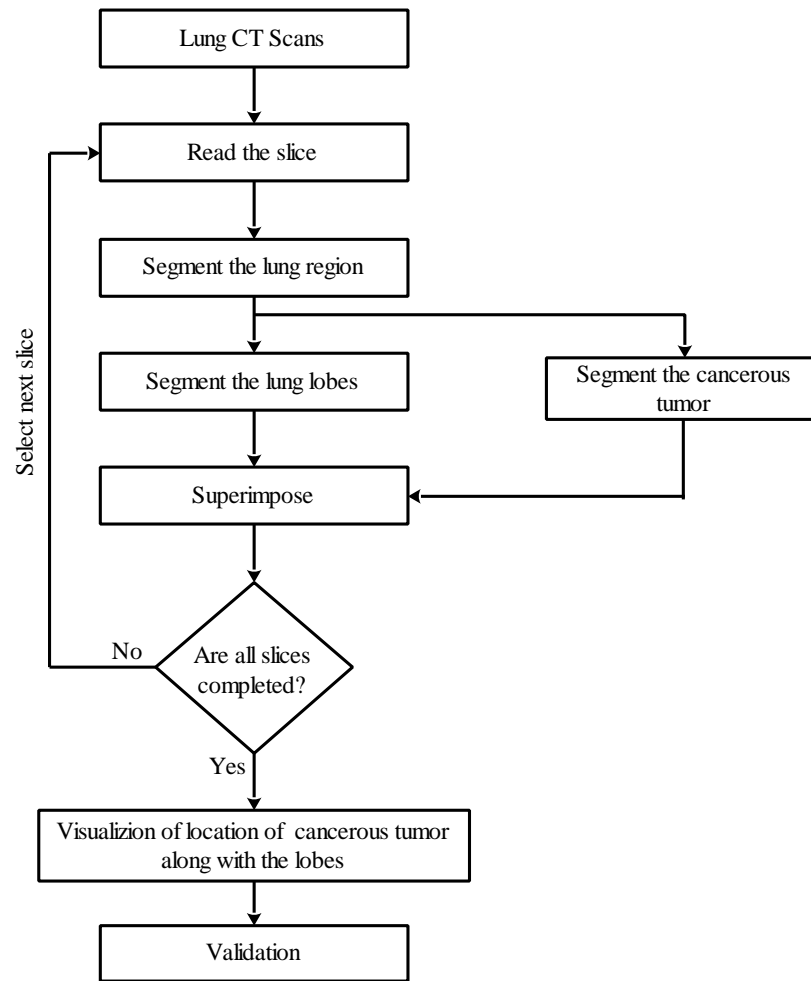 Lung CT Scans
Read the slice
Segment the lung region
Select next slice
Segment the lung lobes
Segment the cancerous
tumor
Superimpose
No
Are all slices
completed?
Yes
Visualizion of location of cancerous tumor
along with the lobes
Validation